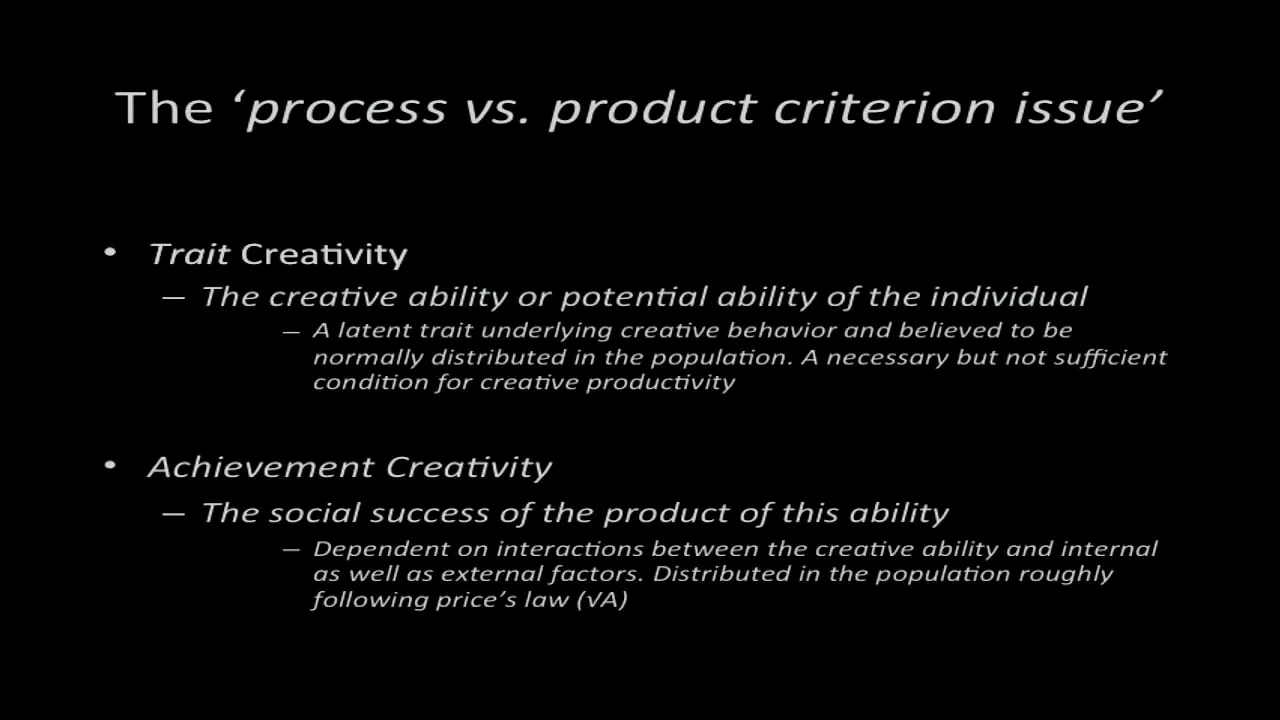 The ‘process vs. product criterion issue’
• Trait Creativity
– The creative ability or potential ability of the individual
– A latent trait underlying creative behavior and believed to be
normally distributed in the population. A necessary but not sufficient
condition for creative productivity
• Achievement Creativity
– The social success of the product of this ability
– Dependent on interactions between the creative ability and internal
as well as external factors. Distributed in the population roughly
following price’s law (√A)